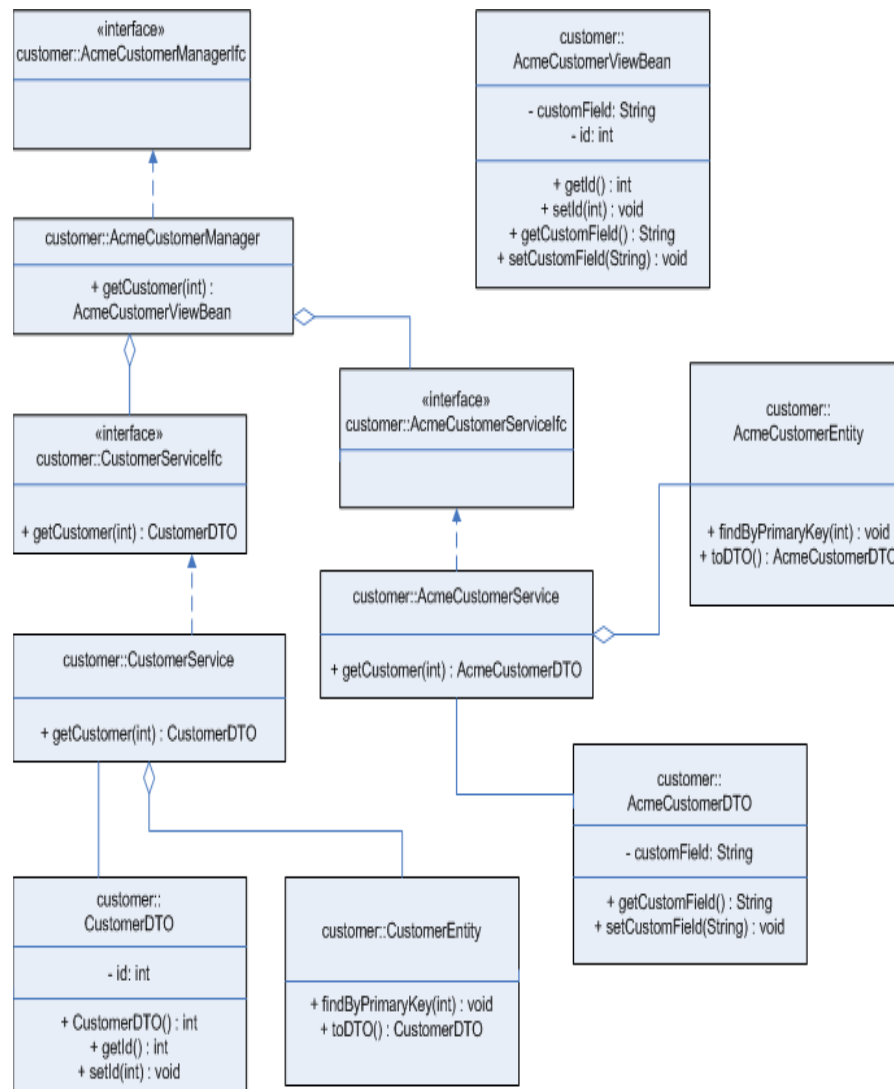 «interface»
customer::AcmeCustomerManagerIfc
customer::
AcmeCustomerViewBean
- customField: String
- id: int
+ getId() : int
+ setId(int) : void
+ getCustomField() : String
+ setCustomField(String) : void
customer::AcmeCustomerManager
+ getCustomer(int) :
AcmeCustomerViewBean
«interface»
customer::CustomerServiceIfc
+ getCustomer(int) : CustomerDTO
«interface»
customer::AcmeCustomerServiceIfc
customer::
AcmeCustomerEntity
+ findByPrimaryKey(int) : void
+ toDTO() : AcmeCustomerDTO
customer::AcmeCustomerService
+ getCustomer(int) : AcmeCustomerDTO
customer::CustomerService
+ getCustomer(int) : CustomerDTO
customer::
AcmeCustomerDTO
- customField: String
+ getCustomField() : String
+ setCustomField(String) : void
customer::
CustomerDTO
- id: int
+ CustomerDTO() : int
+ getId() : int
+ setId(int) : void
customer::CustomerEntity
+ findByPrimaryKey(int) : void
+ toDTO() : CustomerDTO